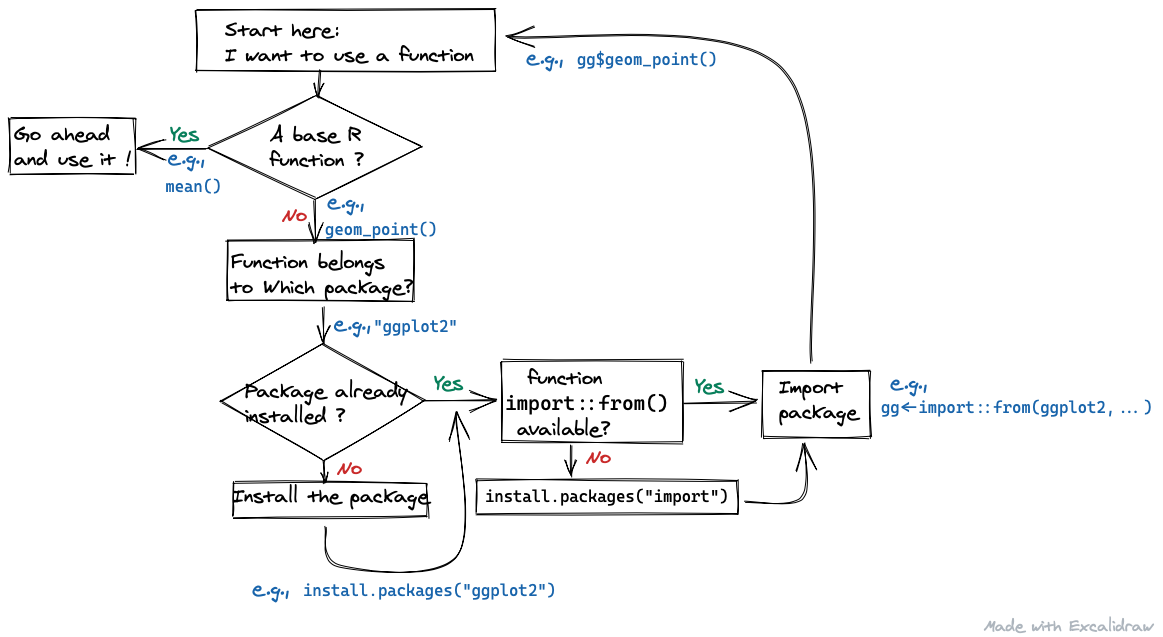 Start here:
I want to use a function
e.g., gg$geom_point()
A base R
function ?
Yes
e.g.,
mean()
Go ahead
and use it !
No
e.g.,
geom_point()
Function belongs
to Which package?
e.g., "ggplot2"
Package already
installed ?
Yes
No
Install the package
e.g., install.packages("ggplot2")
function
import::from()
available?
Yes
No
install.packages("import")
Import
package
e.g.,
gg←import::from(ggplot2, ...)
Made with Excalidraw